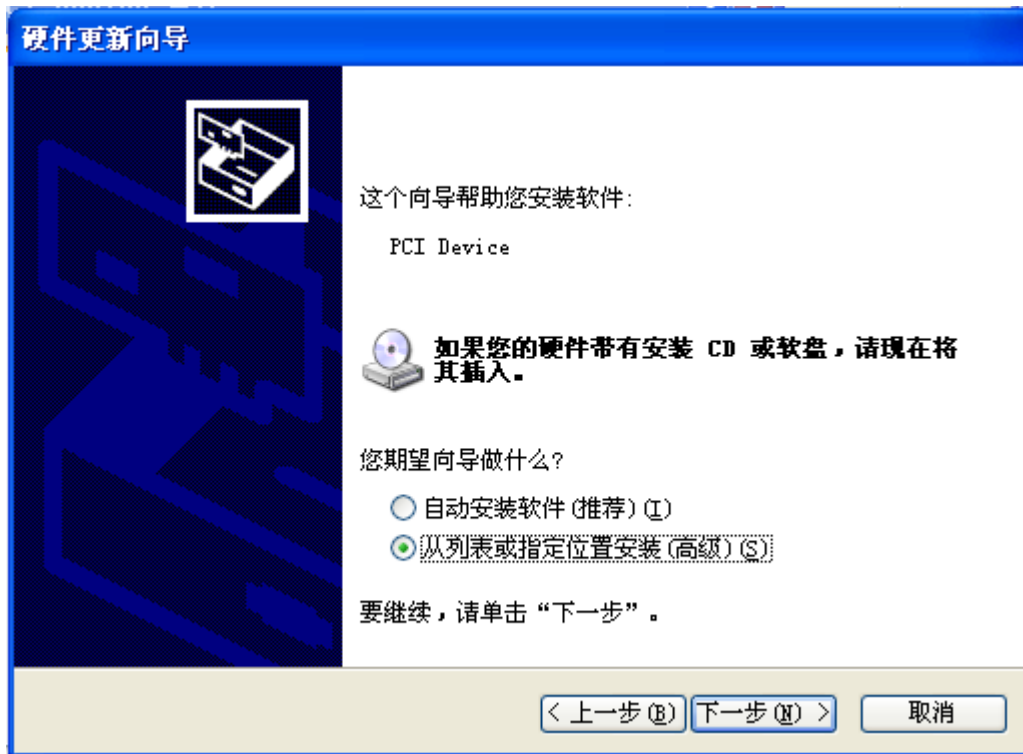 硬件更新向导
这个向导帮助您安装软件:
PCI Device
如果您的硬件带有安装 CD 或软盘，请现在将
其插入。
您期望向导做什么?
自动安装软件(推荐)(I)
从列表或指定位置安装(高级)(S)
要继续，请单击“下一步”。
< 上一步(B) 下一步(N) > 取消